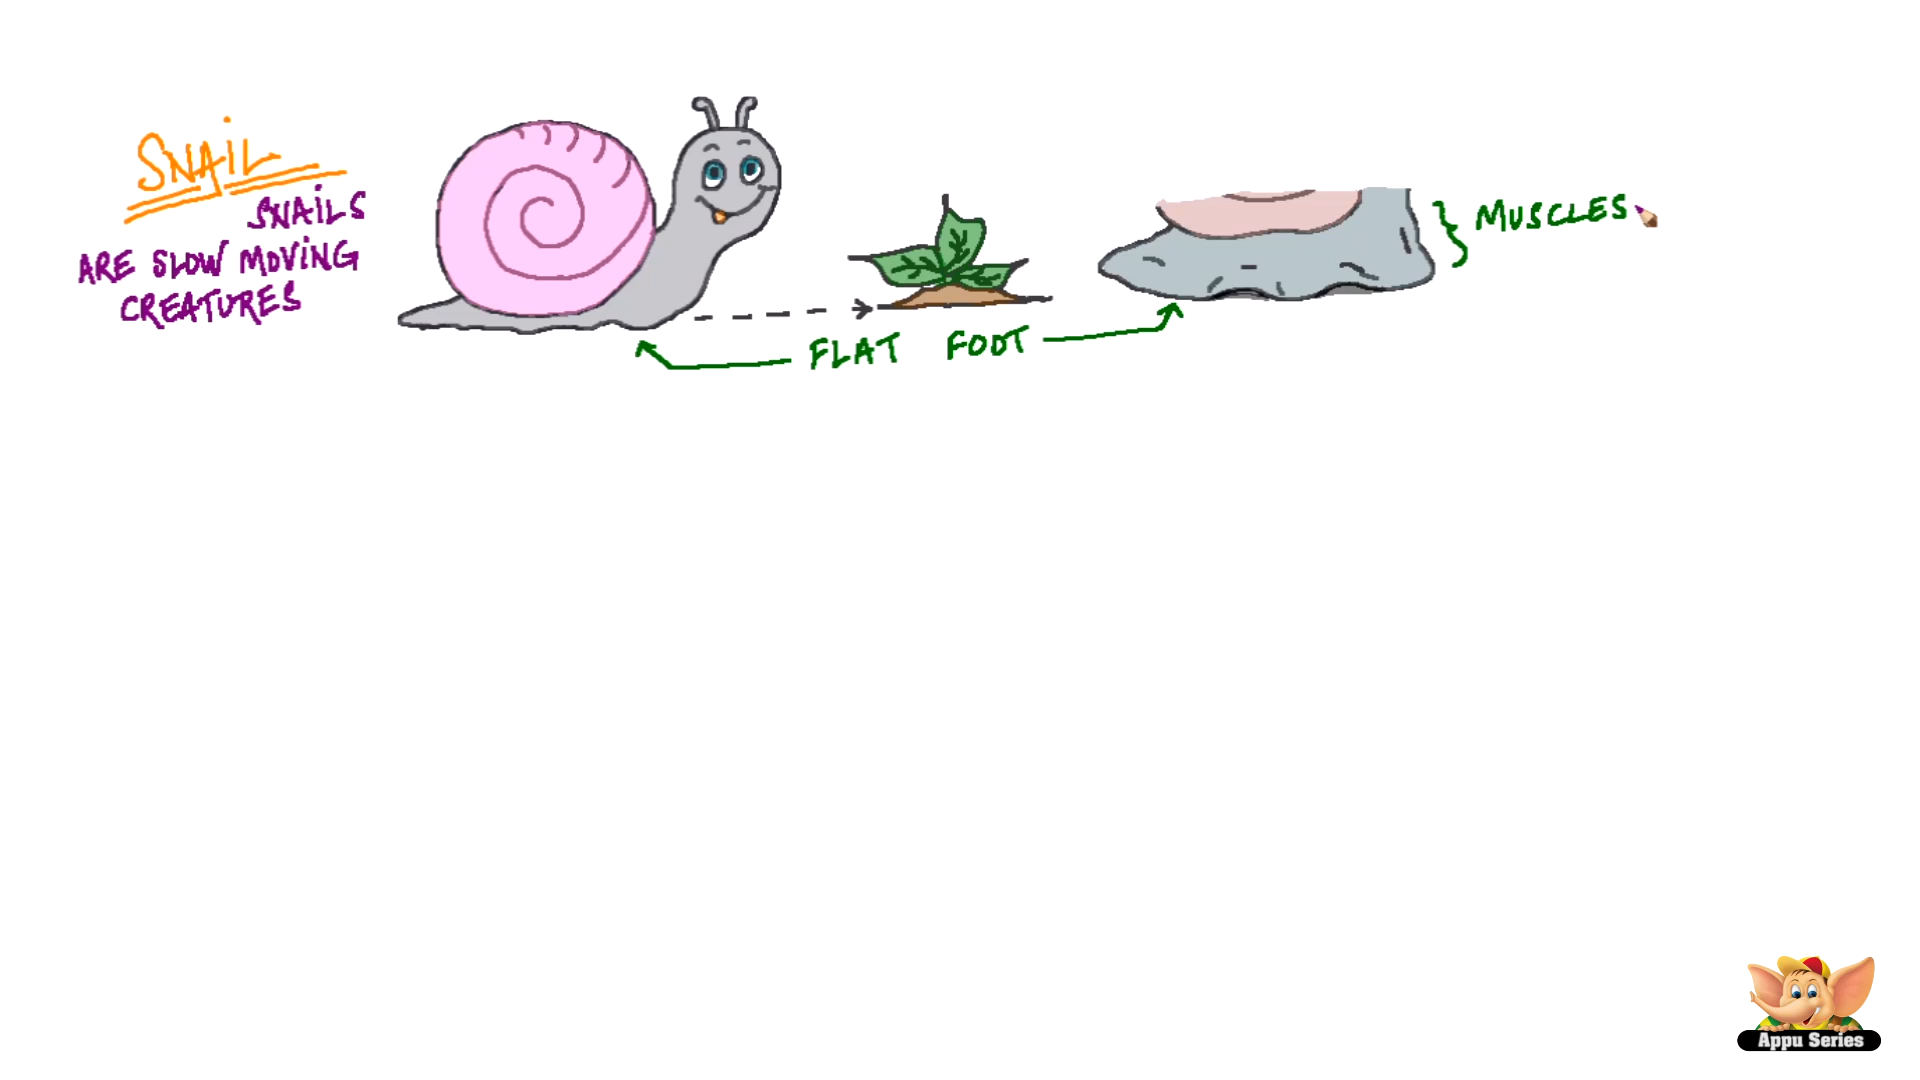 SNAIL
SNAILS
ARE SLOW MOVING
CREATURES
FLAT FOOT
MUSCLES
Appu Series